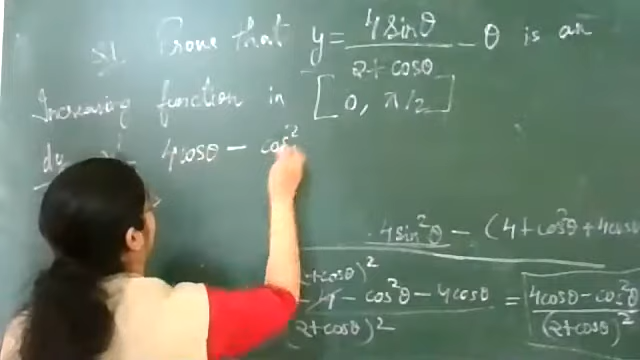 S1 Prove that y = 4sinθ / 2+cosθ - θ is an
Increasing function in [0, π/2]
dy 4cosθ - cos²
4sin²θ - (4+cos²θ+4cosθ
+cosθ)²
- 4 - cos²θ - 4cosθ / (2+cosθ)² = 4cosθ - cos²θ / (2+cosθ)²